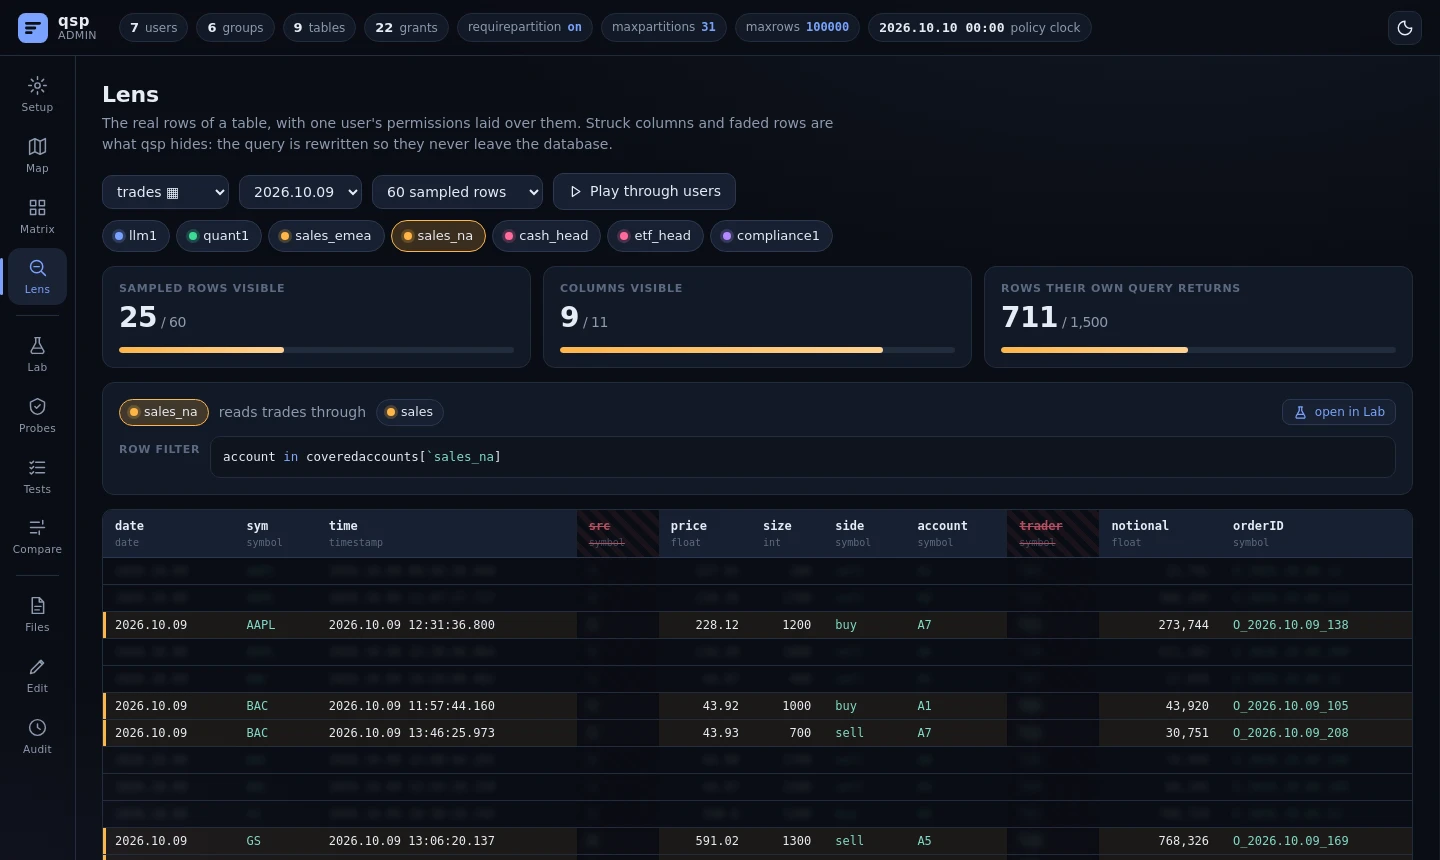 qsp
ADMIN
7 users
6 groups
9 tables
22 grants
requirepartition on
maxpartitions 31
maxrows 100000
2026.10.10 00:00 policy clock
Setup
Map
Matrix
Lens
Lab
Probes
Tests
Compare
Files
Edit
Audit
Lens
The real rows of a table, with one user's permissions laid over them. Struck columns and faded rows are
what qsp hides: the query is rewritten so they never leave the database.
trades ▦
2026.10.09
60 sampled rows
Play through users
llm1
quant1
sales_emea
sales_na
cash_head
etf_head
compliance1
SAMPLED ROWS VISIBLE
25 / 60
COLUMNS VISIBLE
9 / 11
ROWS THEIR OWN QUERY RETURNS
711 / 1,500
sales_na reads trades through sales
open in Lab
ROW FILTER account in coveredaccounts[`sales_na]
date sym time src price size side account trader notional orderID
date symbol timestamp symbol float int symbol symbol symbol float symbol
2026.10.09 AAPL 2026.10.09 12:31:36.800 228.12 1200 buy A7 273,744 O_2026.10.09_138
2026.10.09 BAC 2026.10.09 11:57:44.160 43.92 1000 buy A1 43,920 O_2026.10.09_105
2026.10.09 BAC 2026.10.09 13:46:25.973 43.93 700 sell A7 30,751 O_2026.10.09_208
2026.10.09 GS 2026.10.09 13:06:20.137 591.02 1300 sell A5 768,326 O_2026.10.09_169